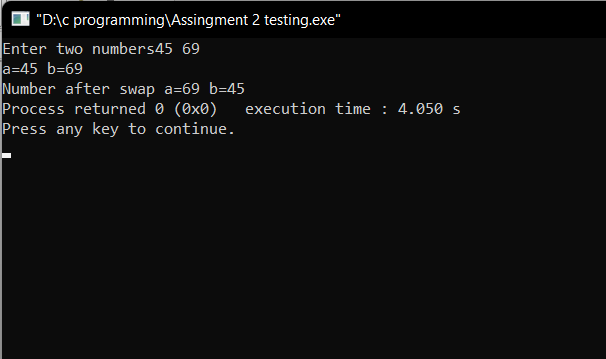 "D:\c programming\Assingment 2 testing.exe"
Enter two numbers45 69
a=45 b=69
Number after swap a=69 b=45
Process returned 0 (0x0)   execution time : 4.050 s
Press any key to continue.